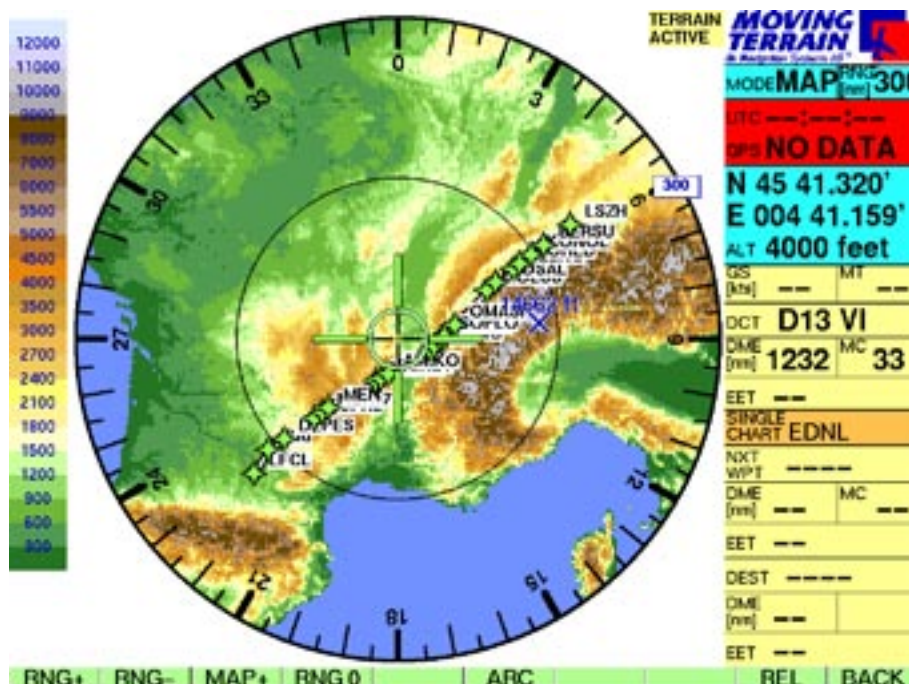 TERRAIN
ACTIVE
MOVING
TERRAIN
MODE MAP RNG [nm] 300
UTC --:--:--
GPS NO DATA
N 45 41.320'
E 004 41.159'
ALT 4000 feet
GS [kts] -- MT --
DCT D13 VI
DME [nm] 1232 MC 33
EET --
SINGLE CHART EDNL
NXT WPT ----
DME [nm] -- MC --
EET --
DEST ----
DME [nm] --
EET --
12000
11000
10000
9000
8000
7000
6000
5500
5000
4500
4000
3500
3000
2700
2400
2100
1800
1500
1200
900
600
300
0
3
6
9
12
15
18
21
24
27
30
33
300
LSZH
14662 ft
LFCL
RNG+ RNG- MAP+ RNG 0 ARC REL BACK